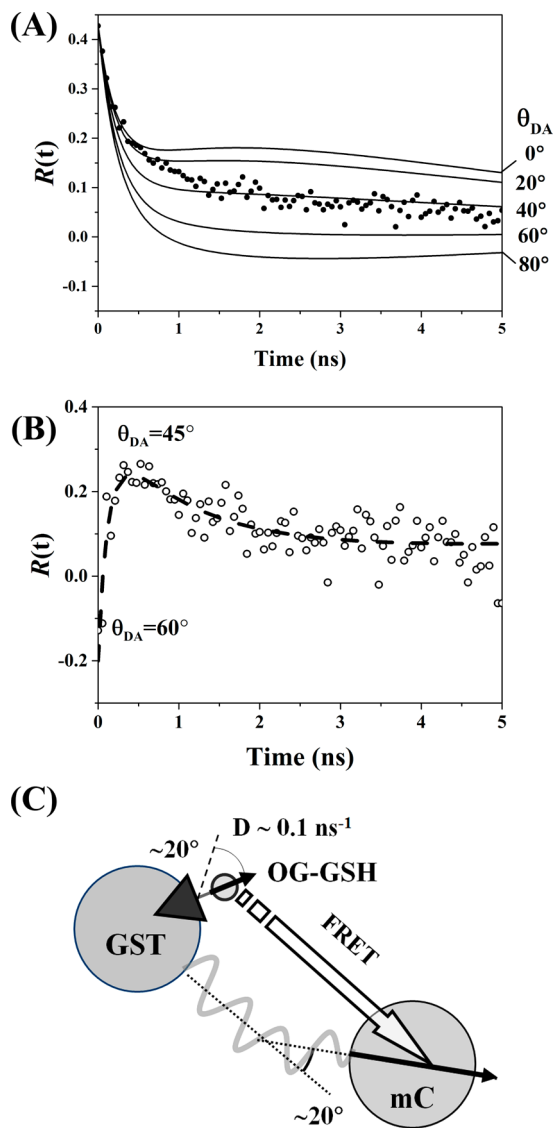 (A)
R(t)
0.4
0.3
0.2
0.1
0.0
-0.1
0
1
2
3
4
5
Time (ns)
θDA
0°
20°
40°
60°
80°
(B)
R(t)
0.4
0.2
0.0
-0.2
θDA=45°
θDA=60°
0
1
2
3
4
5
Time (ns)
(C)
D ~ 0.1 ns-1
~20°
OG-GSH
GST
FRET
mC
~20°